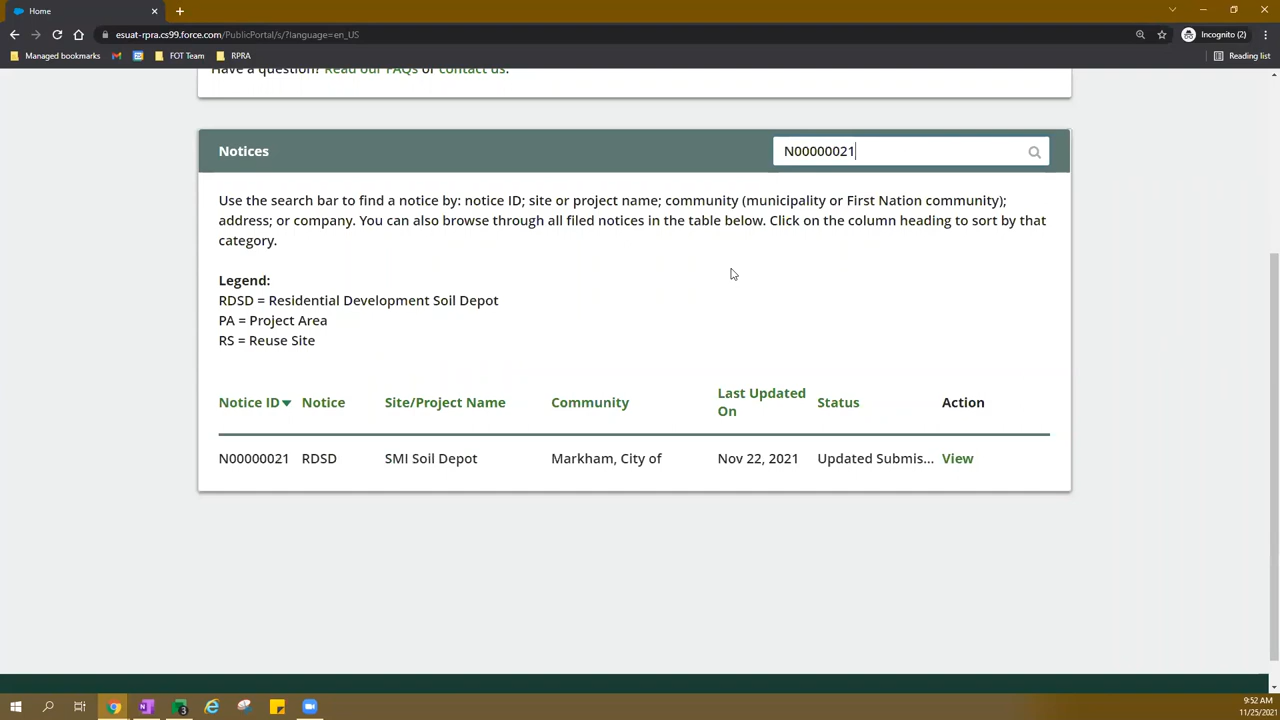 Home
esuat-rpra.cs99.force.com/PublicPortal/s/?language=en_US
Incognito (2)
Managed bookmarks
FOT Team
RPRA
Reading list
Have a question? Read our FAQs or contact us.
Notices
N00000021
Use the search bar to find a notice by: notice ID; site or project name; community (municipality or First Nation community);
address; or company. You can also browse through all filed notices in the table below. Click on the column heading to sort by that
category.
Legend:
RDSD = Residential Development Soil Depot
PA = Project Area
RS = Reuse Site
Notice ID Notice Site/Project Name Community Last Updated On Status Action
N00000021 RDSD SMI Soil Depot Markham, City of Nov 22, 2021 Updated Submis... View
9:52 AM
11/25/2021